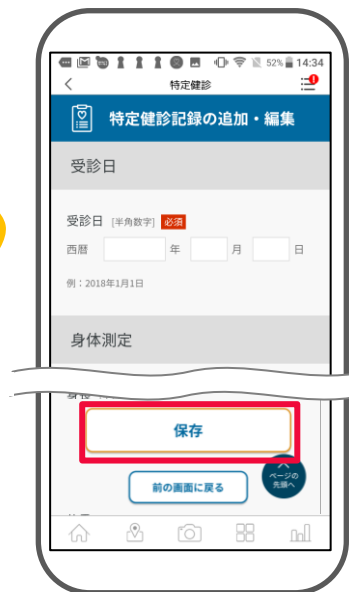 52% 14:34
特定健診
特定健診記録の追加・編集
受診日
受診日 [半角数字] 必須
西暦 年 月 日
例：2018年1月1日
身体測定
保存
ページの
先頭へ
前の画面に戻る